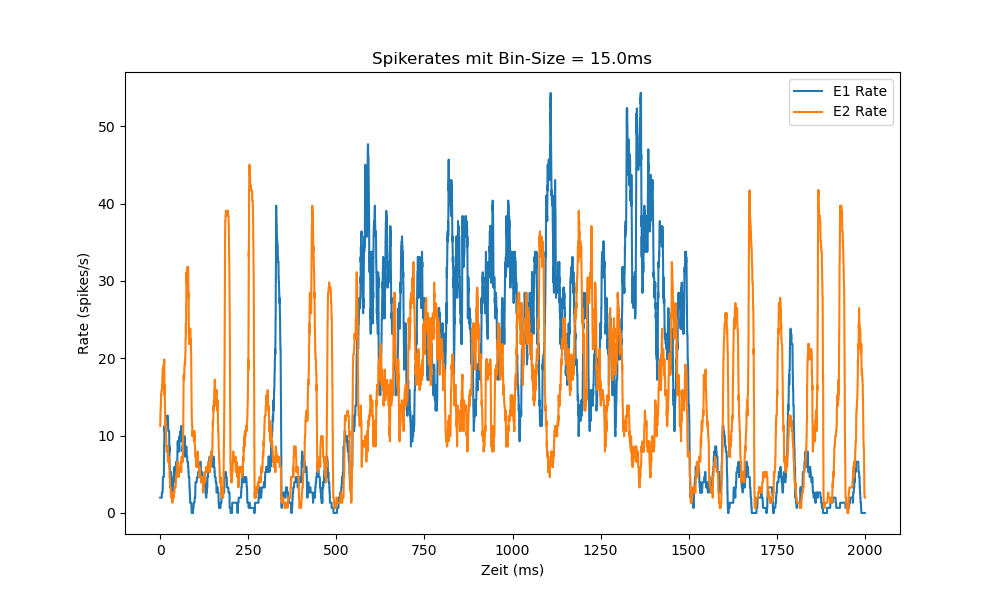 Spikerates mit Bin-Size = 15.0ms
E1 Rate
E2 Rate
Rate (spikes/s)
50
40
30
20
10
0
0 250 500 750 1000 1250 1500 1750 2000
Zeit (ms)